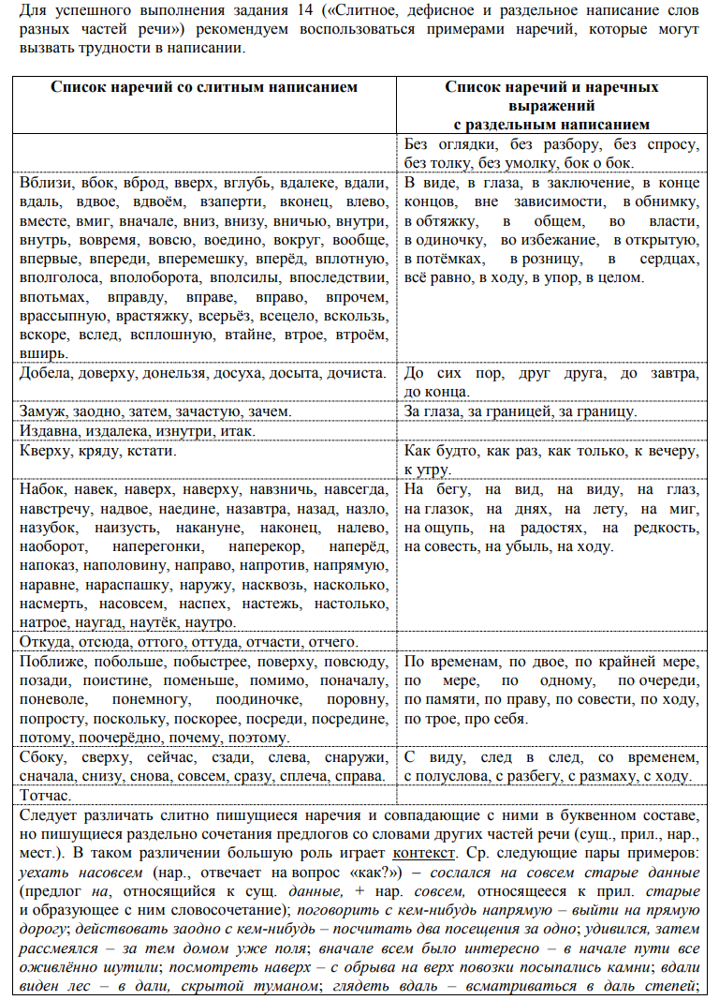 Для успешного выполнения задания 14 («Слитное, дефисное и раздельное написание слов
разных частей речи») рекомендуем воспользоваться примерами наречий, которые могут
вызвать трудности в написании.
Список наречий со слитным написанием
Список наречий и наречных
выражений
с раздельным написанием
Без оглядки, без разбору, без спросу,
без толку, без умолку, бок о бок.
Вблизи, вбок, вброд, вверх, вглубь, вдалеке, вдали,
вдаль, вдвое, вдвоём, взаперти, вконец, влево,
вместе, вмиг, вначале, вниз, внизу, вничью, внутри,
внутрь, вовремя, вовсю, воедино, вокруг, вообще,
впервые, впереди, вперемешку, вперёд, вплотную,
вполголоса, вполоборота, вполсилы, впоследствии,
впотьмах, вправду, вправе, вправо, впрочем,
врассыпную, врастяжку, всерьёз, всецело, вскользь,
вскоре, вслед, всплошную, втайне, втрое, втроём,
вширь.
В виде, в глаза, в заключение, в конце
концов, вне зависимости, в обнимку,
в обтяжку, в общем, во власти,
в одиночку, во избежание, в открытую,
в потёмках, в розницу, в сердцах,
всё равно, в ходу, в упор, в целом.
Добела, доверху, донельзя, досуха, досыта, дочиста.
До сих пор, друг друга, до завтра,
до конца.
Замуж, заодно, затем, зачастую, зачем.
За глаза, за границей, за границу.
Издавна, издалека, изнутри, итак.
Кверху, кряду, кстати.
Как будто, как раз, как только, к вечеру,
к утру.
Набок, навек, наверх, наверху, навзничь, навсегда,
навстречу, надвое, наедине, назавтра, назад, назло,
назубок, наизусть, накануне, наконец, налево,
наоборот, наперегонки, наперекор, наперёд,
напоказ, наполовину, направо, напротив, напрямую,
наравне, нараспашку, наружу, насквозь, насколько,
насмерть, насовсем, наспех, настежь, настолько,
натрое, наугад, наутёк, наутро.
На бегу, на вид, на виду, на глаз,
на глазок, на днях, на лету, на миг,
на ощупь, на радостях, на редкость,
на совесть, на убыль, на ходу.
Откуда, отсюда, оттого, оттуда, отчасти, отчего.
Поближе, побольше, побыстрее, поверху, повсюду,
позади, поистине, поменьше, помимо, поначалу,
поневоле, понемногу, поодиночке, поровну,
попросту, поскольку, поскорее, посреди, посредине,
потому, поочерёдно, почему, поэтому.
По временам, по двое, по крайней мере,
по мере, по одному, по очереди,
по памяти, по праву, по совести, по ходу,
по трое, про себя.
Сбоку, сверху, сейчас, сзади, слева, снаружи,
сначала, снизу, снова, совсем, сразу, сплеча, справа.
С виду, след в след, со временем,
с полуслова, с разбегу, с размаху, с ходу.
Тотчас.
Следует различать слитно пишущиеся наречия и совпадающие с ними в буквенном составе,
но пишущиеся раздельно сочетания предлогов со словами других частей речи (сущ., прил., нар.,
мест.). В таком различении большую роль играет контекст. Ср. следующие пары примеров:
уехать насовсем (нар., отвечает на вопрос «как?») – сослался на совсем старые данные
(предлог на, относящийся к сущ. данные, + нар. совсем, относящееся к прил. старые
и образующее с ним словосочетание); поговорить с кем-нибудь напрямую – выйти на прямую
дорогу; действовать заодно с кем-нибудь – посчитать два посещения за одно; удивился, затем
рассмеялся – за тем домом уже поля; вначале всем было интересно – в начале пути все
оживлённо шутили; посмотреть наверх – с обрыва на верх повозки посыпались камни; вдали
виден лес – в дали, скрытой туманом; глядеть вдаль – всматриваться в даль степей;